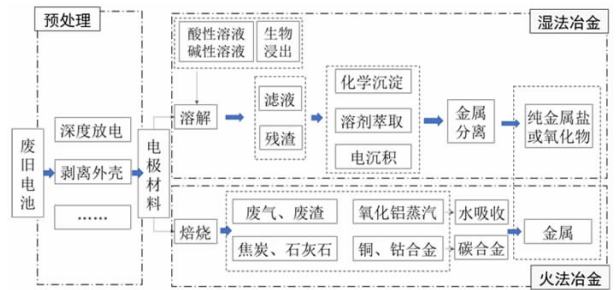 预处理
湿法冶金
酸性溶液
碱性溶液
生物
浸出
废旧电池
深度放电
剥离外壳
……
电极材料
溶解
滤液
残渣
化学沉淀
溶剂萃取
电沉积
金属
分离
纯金属盐
或氧化物
焙烧
废气、废渣
焦炭、石灰石
氧化铝蒸汽
铜、钴合金
水吸收
碳合金
金属
火法冶金